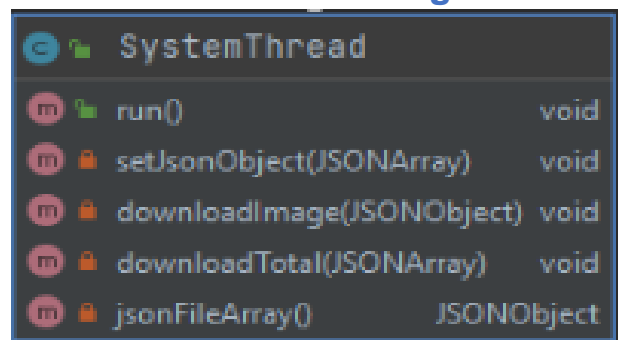 SystemThread
run() void
setJsonObject(JSONArray) void
downloadImage(JSONObject) void
downloadTotal(JSONArray) void
jsonFileArray() JSONObject